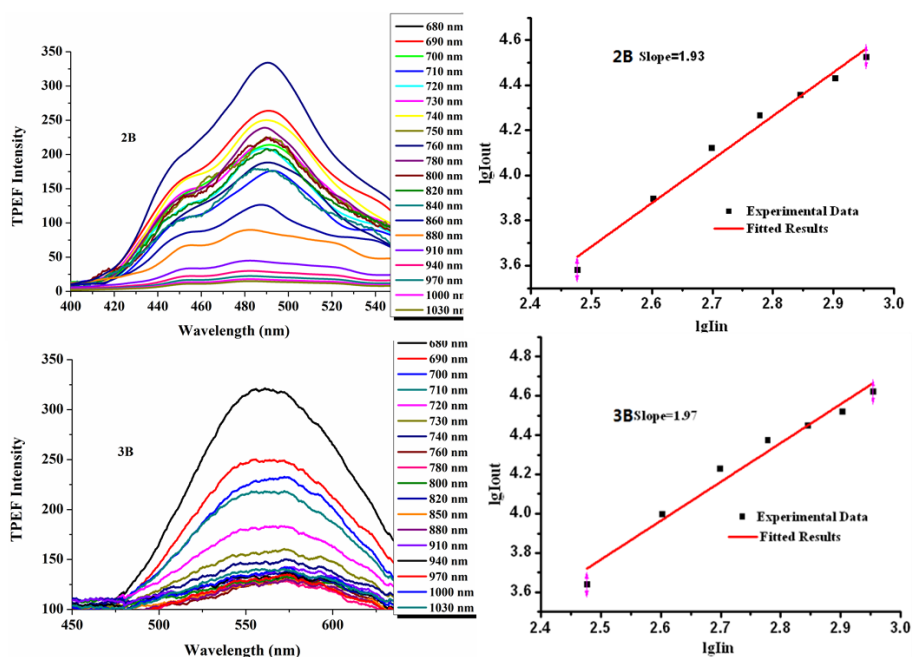 350
300
250
200
150
100
50
0
TPEF Intensity
2B
400 420 440 460 480 500 520 540
Wavelength (nm)
680 nm
690 nm
700 nm
710 nm
720 nm
730 nm
740 nm
750 nm
760 nm
780 nm
800 nm
820 nm
840 nm
860 nm
880 nm
910 nm
940 nm
970 nm
1000 nm
1030 nm
4.8
4.4
4.0
3.6
lgIout
2B Slope=1.93
Experimental Data
Fitted Results
2.4 2.5 2.6 2.7 2.8 2.9 3.0
lgIin
350
300
250
200
150
100
TPEF Intensity
3B
450 500 550 600
Wavelength (nm)
680 nm
690 nm
700 nm
710 nm
720 nm
730 nm
740 nm
760 nm
780 nm
800 nm
820 nm
850 nm
880 nm
910 nm
940 nm
970 nm
1000 nm
1030 nm
4.8
4.6
4.4
4.2
4.0
3.8
3.6
lgIout
3B Slope=1.97
Experimental Data
Fitted Results
2.4 2.5 2.6 2.7 2.8 2.9 3.0
lgIin